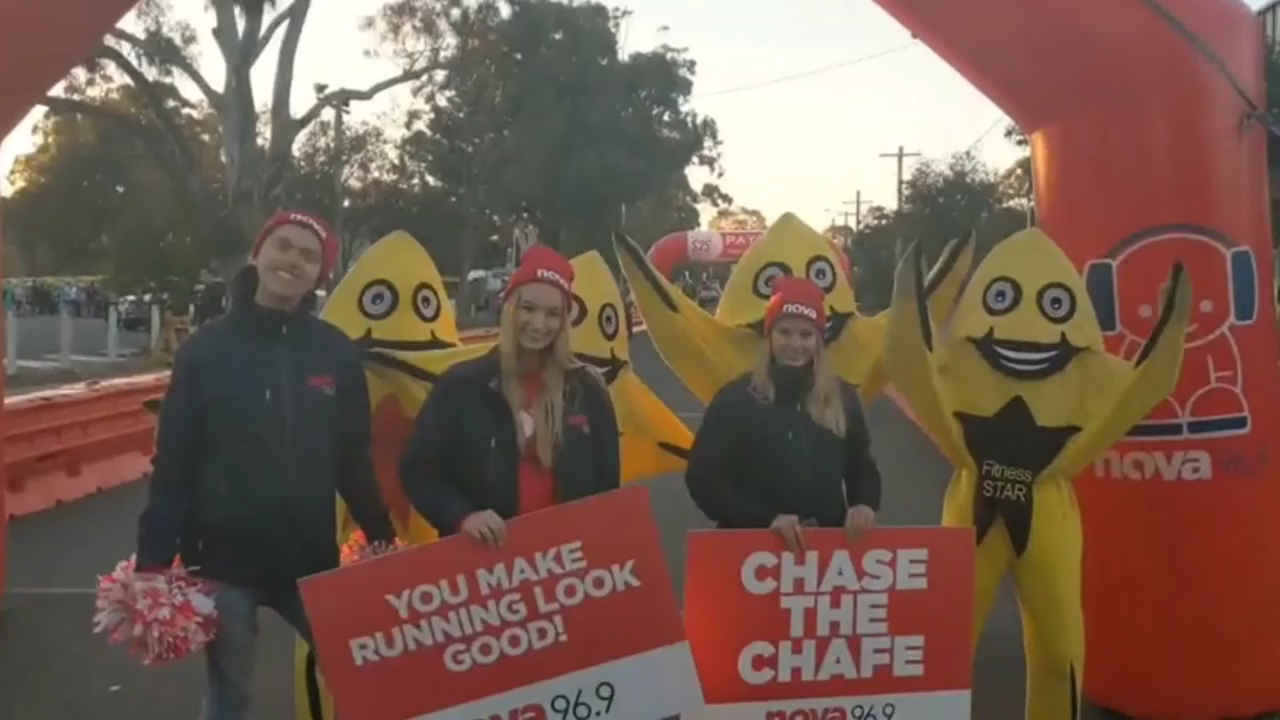 nova
nova
nova
PAY
Fitness
STAR
nova
YOU MAKE
RUNNING LOOK
GOOD!
nova 96.9
CHASE
THE
CHAFE
nova 96.9